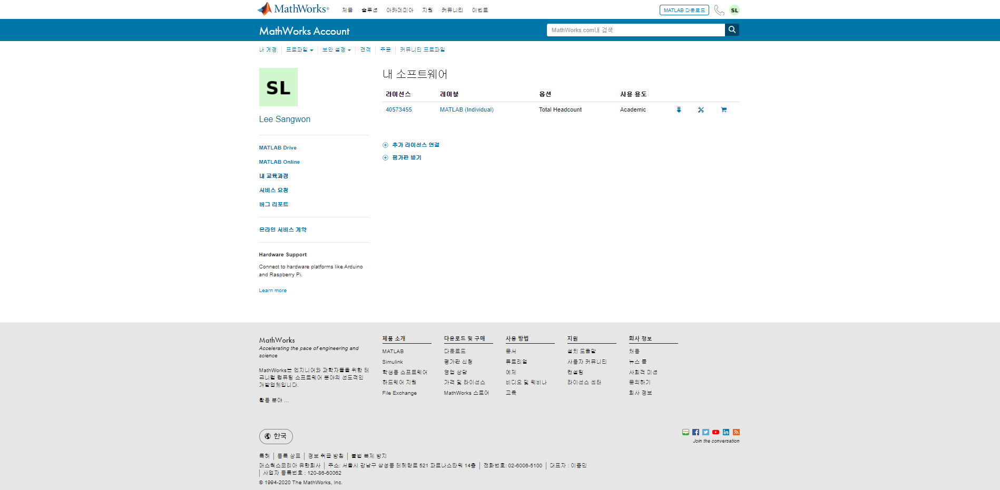 MathWorks®
제품 솔루션 아카데미아 지원 커뮤니티 이벤트
MATLAB 다운로드
SL
MathWorks Account
MathWorks.com내 검색
내 계정 프로파일 보안 설정 견적 주문 커뮤니티 프로파일
SL
Lee Sangwon
MATLAB Drive
MATLAB Online
내 교육과정
서비스 요청
버그 리포트
온라인 서비스 계약
Hardware Support
Connect to hardware platforms like Arduino
and Raspberry Pi.
Learn more
내 소프트웨어
라이선스 레이블 옵션 사용 용도
40573455 MATLAB (Individual) Total Headcount Academic
추가 라이선스 연결
평가판 받기
MathWorks
Accelerating the pace of engineering and
science
MathWorks는 엔지니어와 과학자들을 위한 테
크니컬 컴퓨팅 소프트웨어 분야의 선도적인
개발업체입니다.
활용 분야 ...
제품 소개
MATLAB
Simulink
학생용 소프트웨어
하드웨어 지원
File Exchange
다운로드 및 구매
다운로드
평가판 신청
영업 상담
가격 및 라이선스
MathWorks 스토어
사용 방법
문서
튜토리얼
예제
비디오 및 웨비나
교육
지원
설치 도움말
사용자 커뮤니티
컨설팅
라이선스 센터
회사 정보
채용
뉴스 룸
사회적 미션
문의하기
회사 정보
한국
Join the conversation
특허 등록 상표 정보 취급 방침 불법 복제 방지
매스웍스코리아 유한회사 주소: 서울시 강남구 삼성동 테헤란로 521 파르나스타워 14층 전화번호: 02-6006-5100 대표자 : 이종민
사업자 등록번호 : 120-86-60062
© 1994-2020 The MathWorks, Inc.